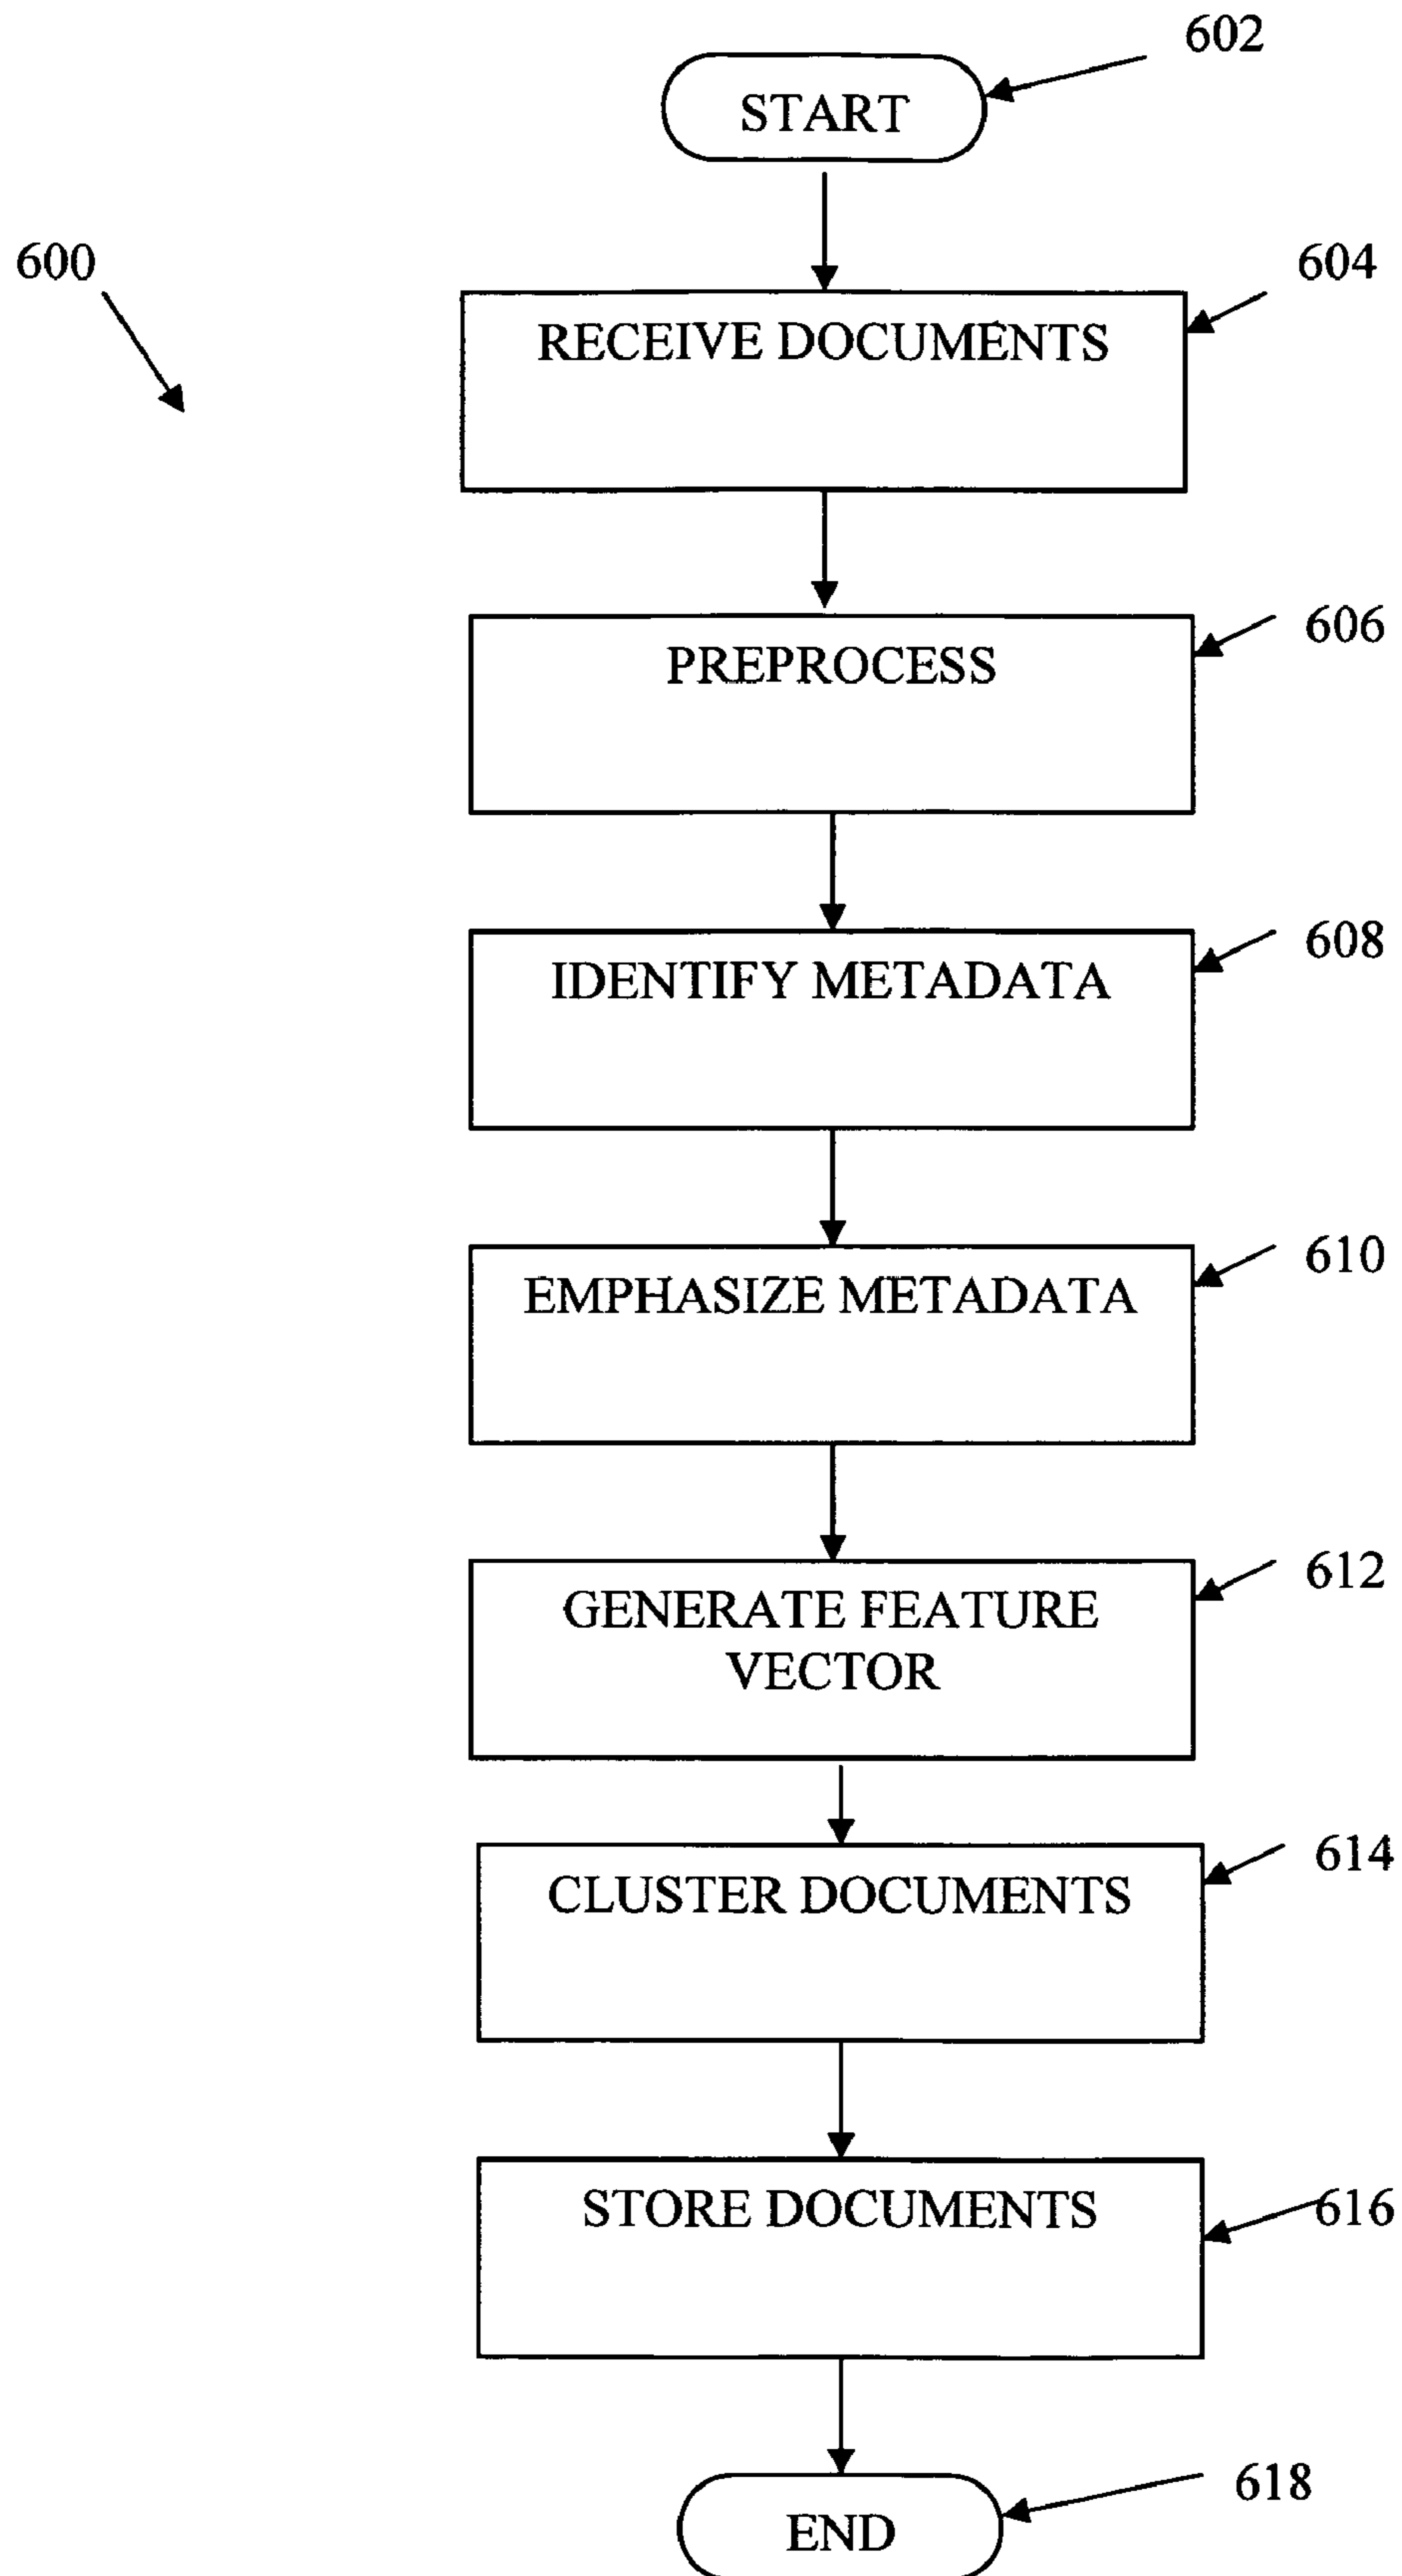 602
START
600
604
RECEIVE DOCUMENTS
606
PREPROCESS
608
IDENTIFY METADATA
610
EMPHASIZE METADATA
612
GENERATE FEATURE
VECTOR
614
CLUSTER DOCUMENTS
616
STORE DOCUMENTS
618
END